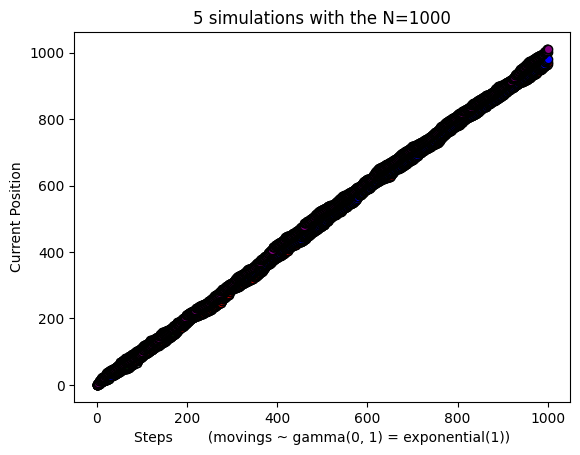 5 simulations with the N=1000
1000
800
600
400
200
0
Current Position
0 200 400 600 800 1000
Steps (movings ~ gamma(0, 1) = exponential(1))